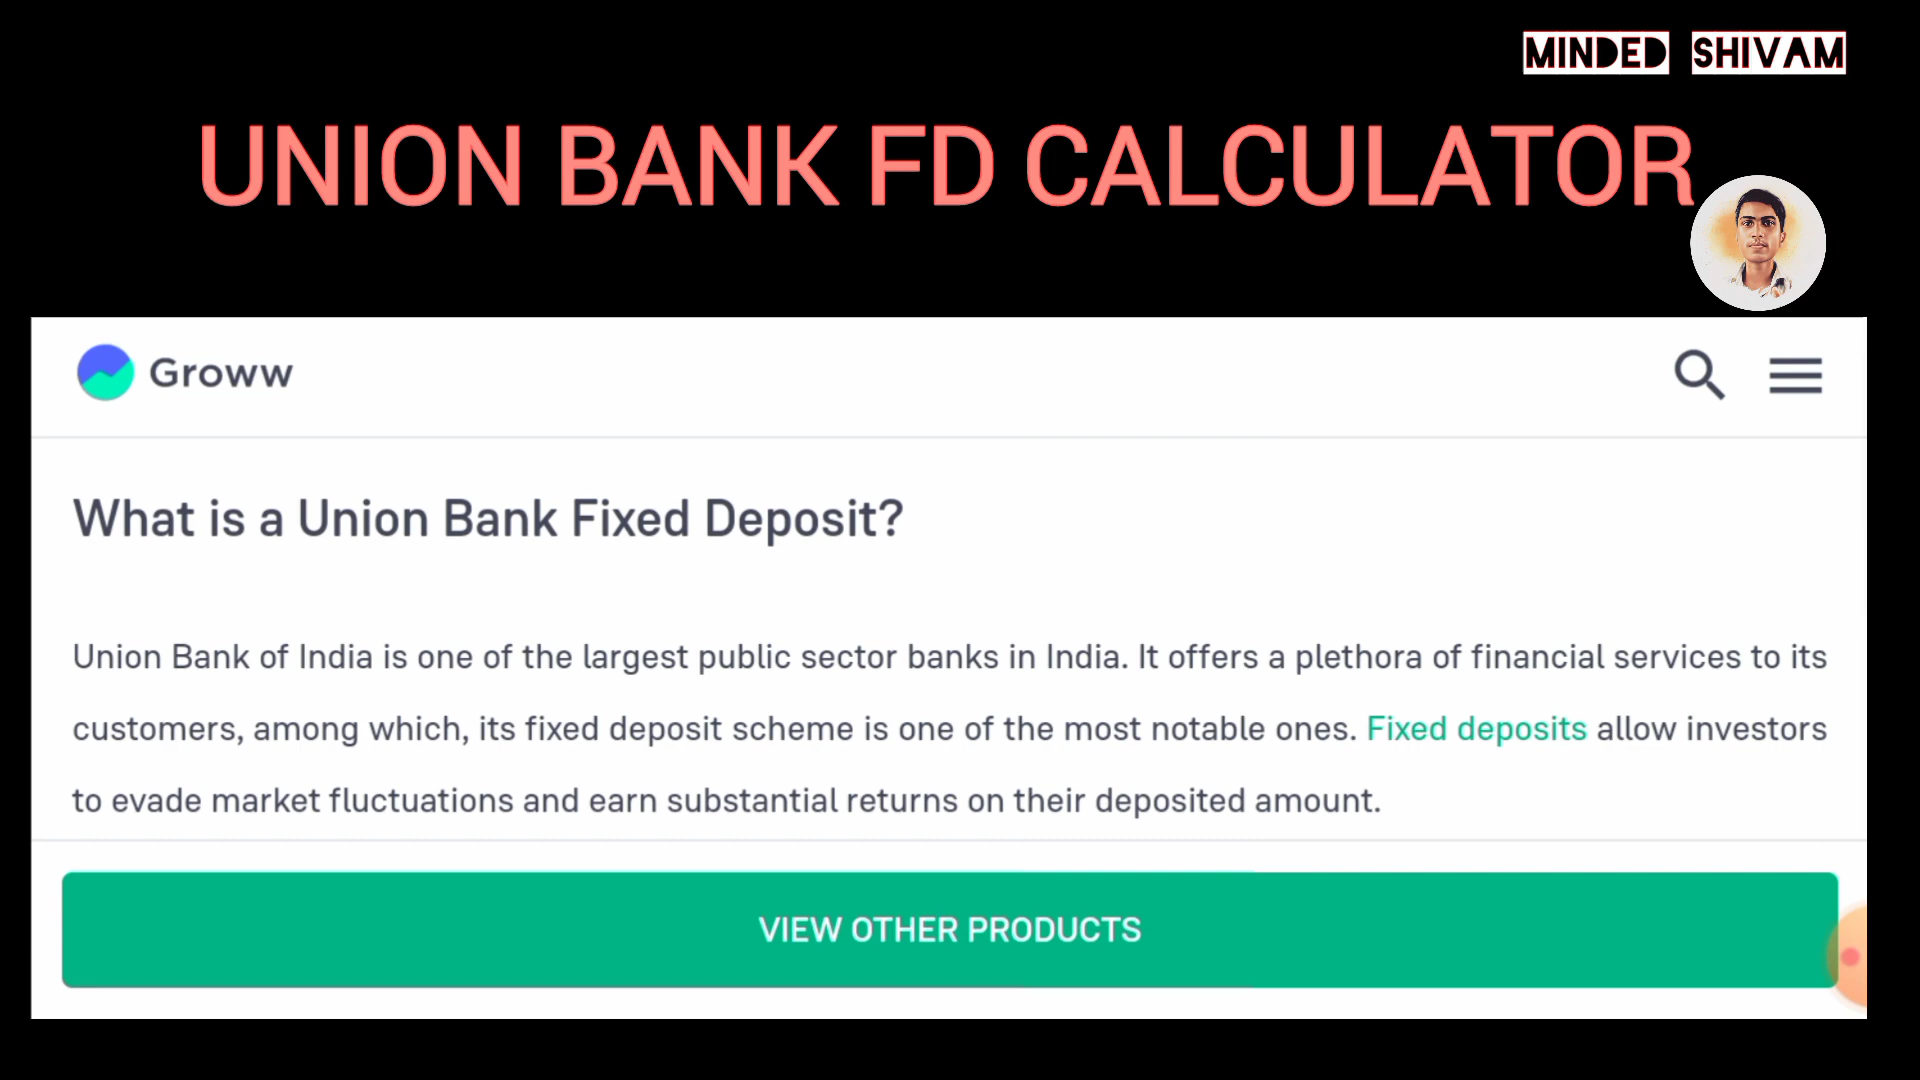 MINDED SHIVAM
UNION BANK FD CALCULATOR
Groww
What is a Union Bank Fixed Deposit?
Union Bank of India is one of the largest public sector banks in India. It offers a plethora of financial services to its
customers, among which, its fixed deposit scheme is one of the most notable ones. Fixed deposits allow investors
to evade market fluctuations and earn substantial returns on their deposited amount.
VIEW OTHER PRODUCTS